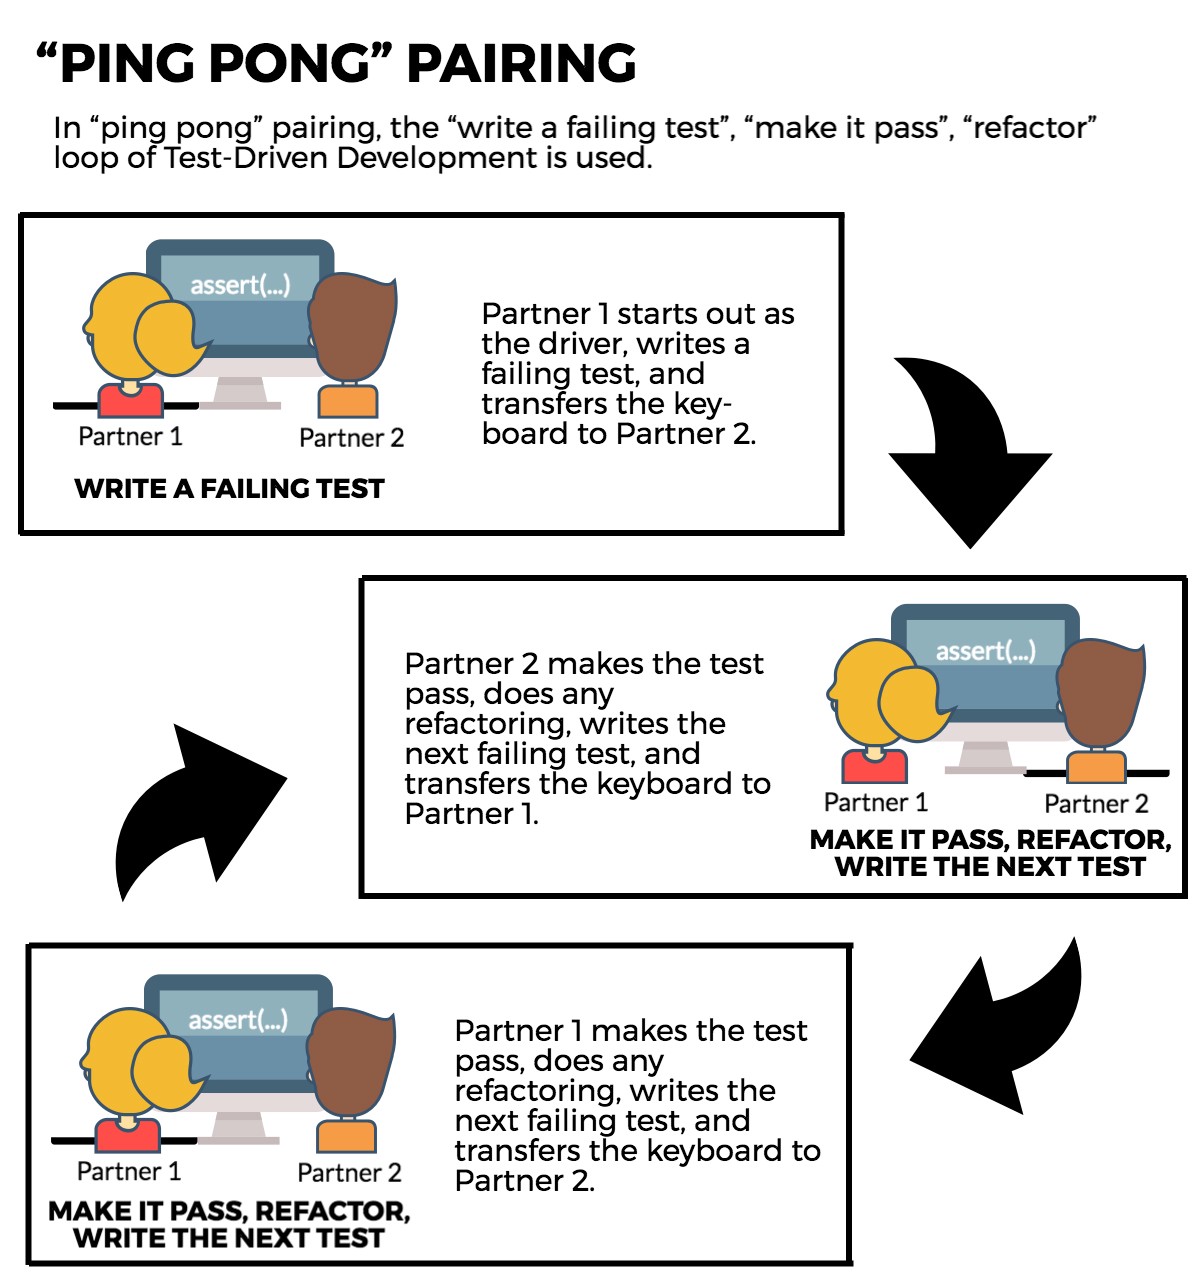 “PING PONG” PAIRING
In “ping pong” pairing, the “write a failing test”, “make it pass”, “refactor”
loop of Test-Driven Development is used.
assert(...)
Partner 1
Partner 2
WRITE A FAILING TEST
Partner 1 starts out as
the driver, writes a
failing test, and
transfers the key-
board to Partner 2.
Partner 2 makes the test
pass, does any
refactoring, writes the
next failing test, and
transfers the keyboard to
Partner 1.
assert(...)
Partner 1
Partner 2
MAKE IT PASS, REFACTOR,
WRITE THE NEXT TEST
assert(...)
Partner 1
Partner 2
MAKE IT PASS, REFACTOR,
WRITE THE NEXT TEST
Partner 1 makes the test
pass, does any
refactoring, writes the
next failing test, and
transfers the keyboard to
Partner 2.